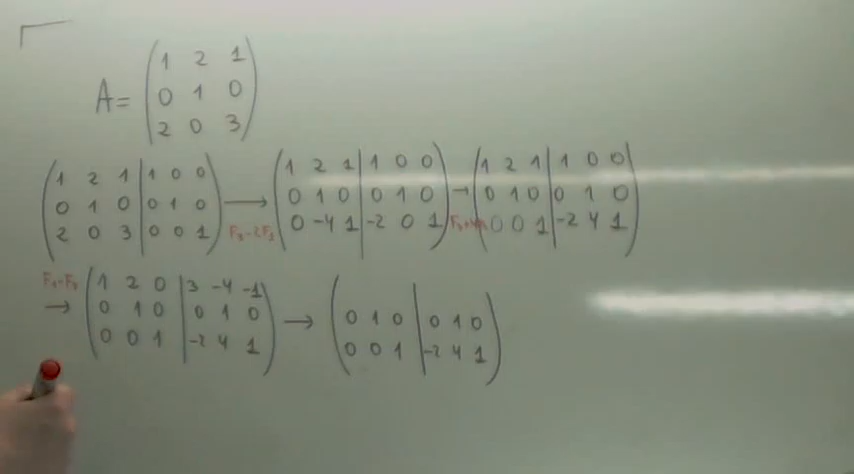 A = ( 1 2 1
0 1 0
2 0 3 )
( 1 2 1 | 1 0 0 ) → ( 1 2 1 | 1 0 0 ) → ( 1 2 1 | 1 0 0 )
( 0 1 0 | 0 1 0 ) ( 0 1 0 | 0 1 0 ) ( 0 1 0 | 0 1 0 )
( 2 0 3 | 0 0 1 ) F3-2F1 ( 0 -4 1 | -2 0 1 ) ( 0 0 1 | -2 4 1 )
( 1 2 0 | 3 -4 -1 )
→ ( 0 1 0 | 0 1 0 ) → ( 0 1 0 | 0 1 0 )
( 0 0 1 | -2 4 1 ) ( 0 0 1 | -2 4 1 )